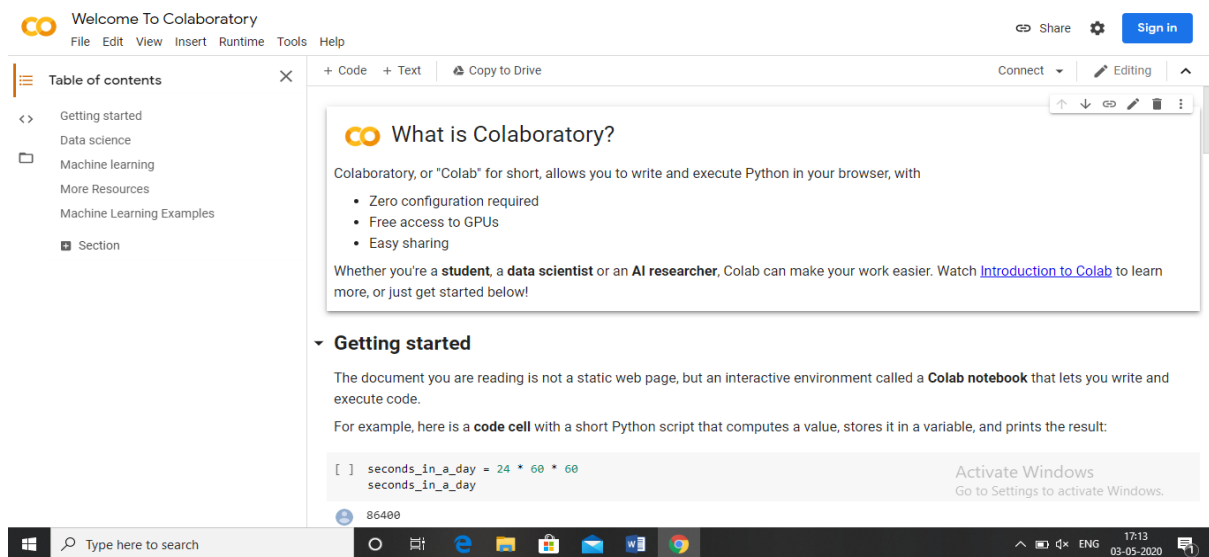 Welcome To Colaboratory
File Edit View Insert Runtime Tools Help
Share
Sign in
Table of contents
Getting started
Data science
Machine learning
More Resources
Machine Learning Examples
Section
+ Code + Text Copy to Drive
Connect Editing
What is Colaboratory?
Colaboratory, or "Colab" for short, allows you to write and execute Python in your browser, with
• Zero configuration required
• Free access to GPUs
• Easy sharing
Whether you're a student, a data scientist or an AI researcher, Colab can make your work easier. Watch Introduction to Colab to learn
more, or just get started below!
Getting started
The document you are reading is not a static web page, but an interactive environment called a Colab notebook that lets you write and
execute code.
For example, here is a code cell with a short Python script that computes a value, stores it in a variable, and prints the result:
[ ] seconds_in_a_day = 24 * 60 * 60
seconds_in_a_day
86400
Activate Windows
Go to Settings to activate Windows.
Type here to search
ENG
17:13
03-05-2020
1